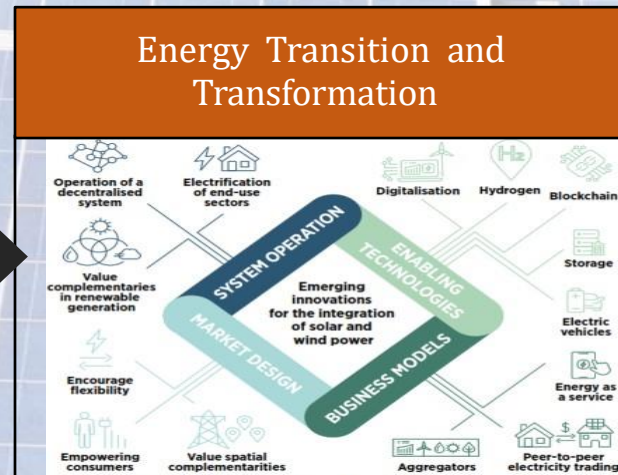 Energy Transition and
Transformation
Operation of a
decentralised
system
Electrification
of end-use
sectors
Digitalisation
H2
Hydrogen
Blockchain
Value
complementaries
in renewable
generation
SYSTEM OPERATION
ENABLING
TECHNOLOGIES
Storage
Emerging
innovations
for the integration
of solar and
wind power
Electric
vehicles
MARKET DESIGN
BUSINESS MODELS
Encourage
flexibility
Energy as
a service
Empowering
consumers
Value spatial
complementarities
Aggregators
$
Peer-to-peer
electricity trading